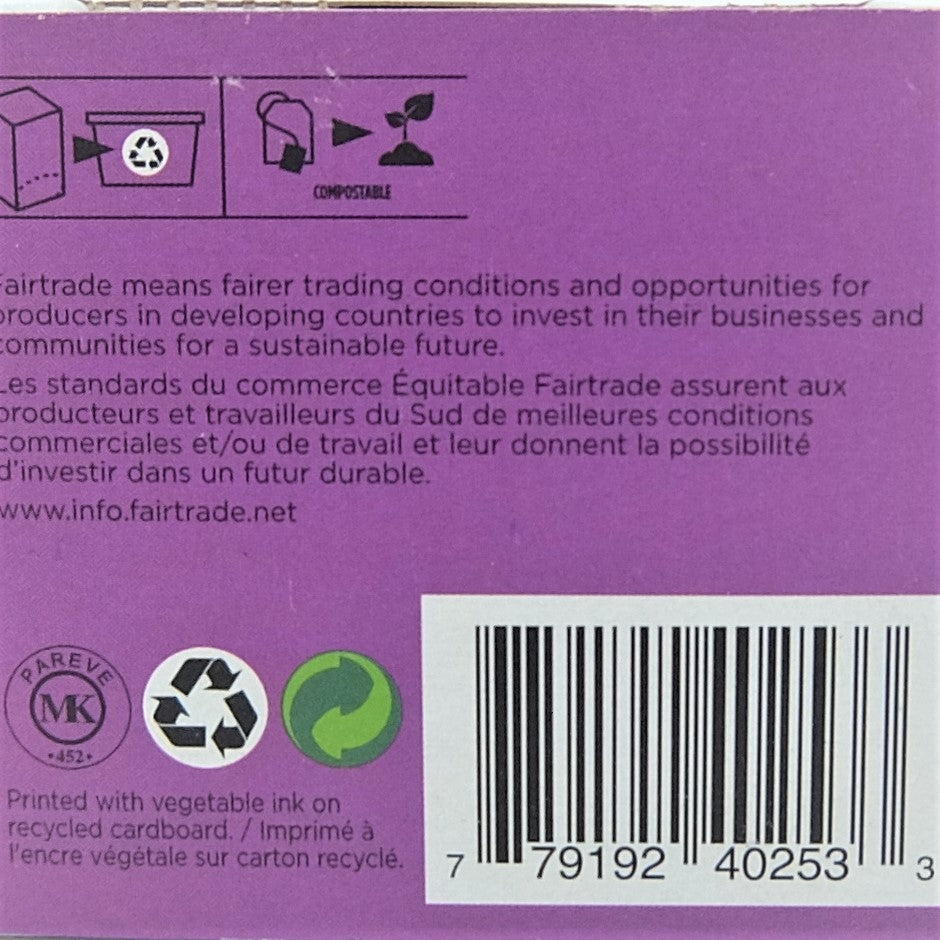 COMPOSTABLE
Fairtrade means fairer trading conditions and opportunities for
producers in developing countries to invest in their businesses and
communities for a sustainable future.
Les standards du commerce Équitable Fairtrade assurent aux
producteurs et travailleurs du Sud de meilleures conditions
commerciales et/ou de travail et leur donnent la possibilité
d'investir dans un futur durable.
www.info.fairtrade.net
PAREVE
MK
•452•
Printed with vegetable ink on
recycled cardboard. / Imprimé à
l'encre végétale sur carton recyclé.
7 79192 40253 3